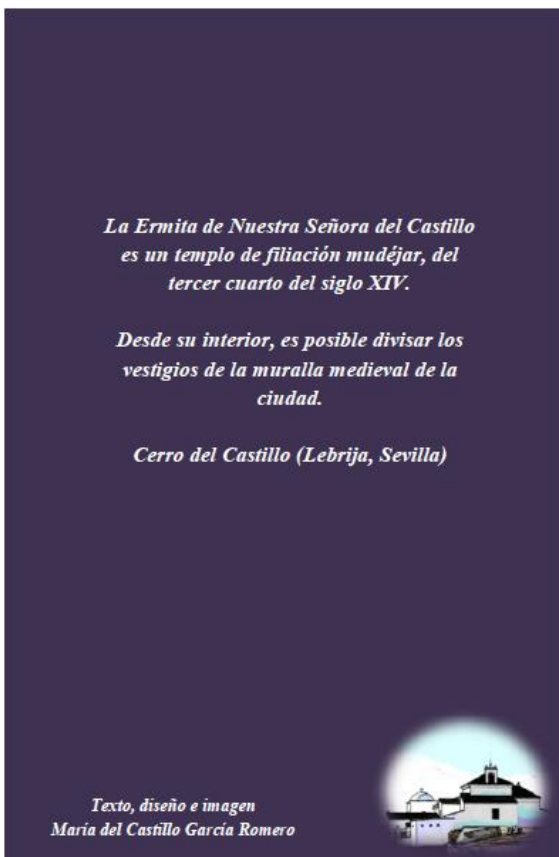 La Ermita de Nuestra Señora del Castillo
es un templo de filiación mudéjar, del
tercer cuarto del siglo XIV.
Desde su interior, es posible divisar los
vestigios de la muralla medieval de la
ciudad.
Cerro del Castillo (Lebrija, Sevilla)
Texto, diseño e imagen
María del Castillo García Romero